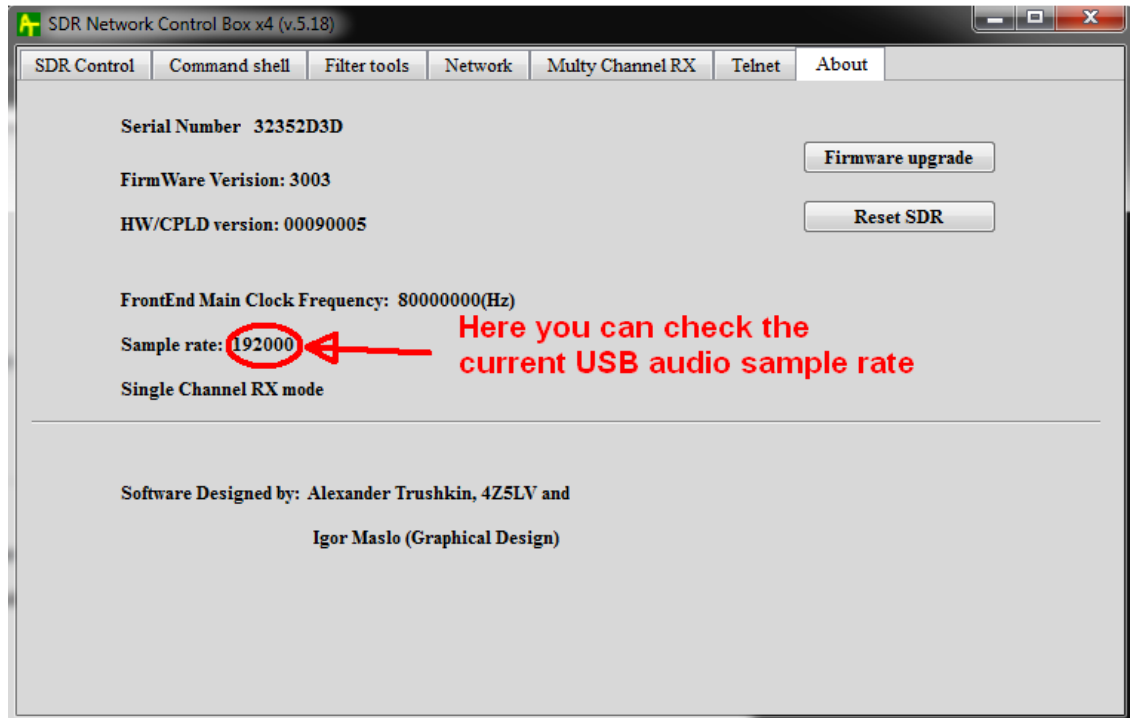 SDR Network Control Box x4 (v.5.18)
SDR Control Command shell Filter tools Network Multy Channel RX Telnet About
Serial Number 32352D3D
Firmware upgrade
FirmWare Verision: 3003
Reset SDR
HW/CPLD version: 00090005
FrontEnd Main Clock Frequency: 80000000(Hz)
Sample rate: 192000
Here you can check the
current USB audio sample rate
Single Channel RX mode
Software Designed by: Alexander Trushkin, 4Z5LV and
Igor Maslo (Graphical Design)